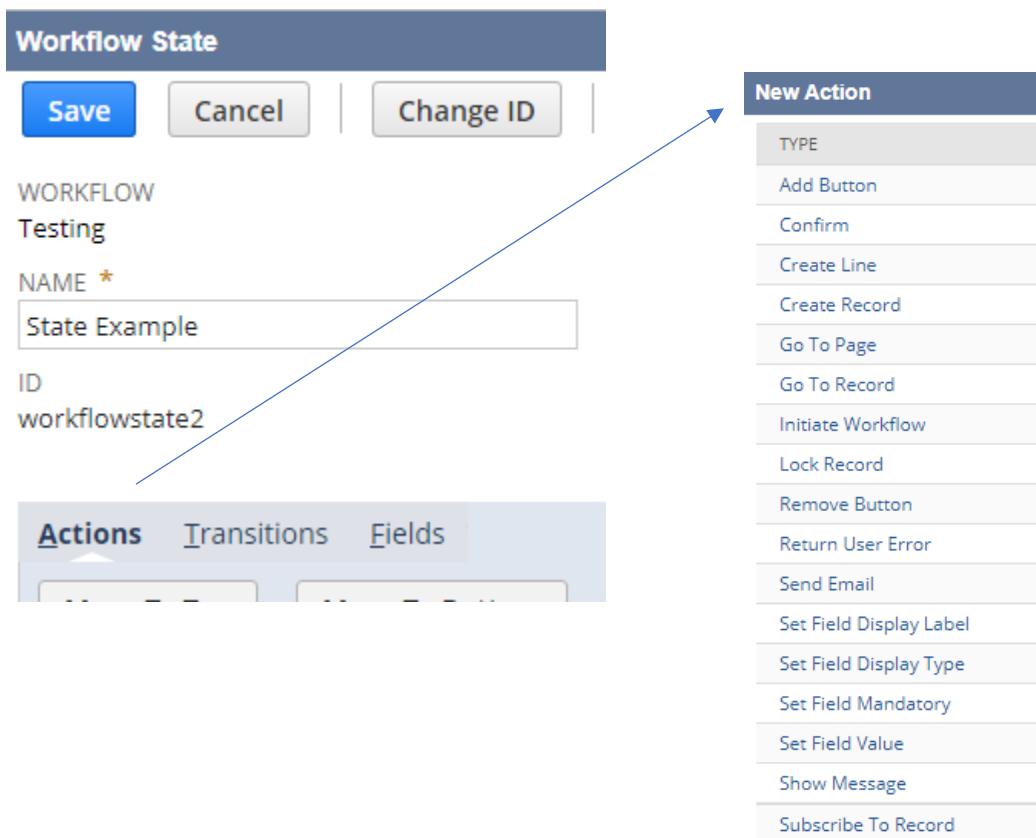 Workflow State
Save Cancel Change ID
WORKFLOW
Testing
NAME *
State Example
ID
workflowstate2
Actions Transitions Fields
New Action
TYPE
Add Button
Confirm
Create Line
Create Record
Go To Page
Go To Record
Initiate Workflow
Lock Record
Remove Button
Return User Error
Send Email
Set Field Display Label
Set Field Display Type
Set Field Mandatory
Set Field Value
Show Message
Subscribe To Record